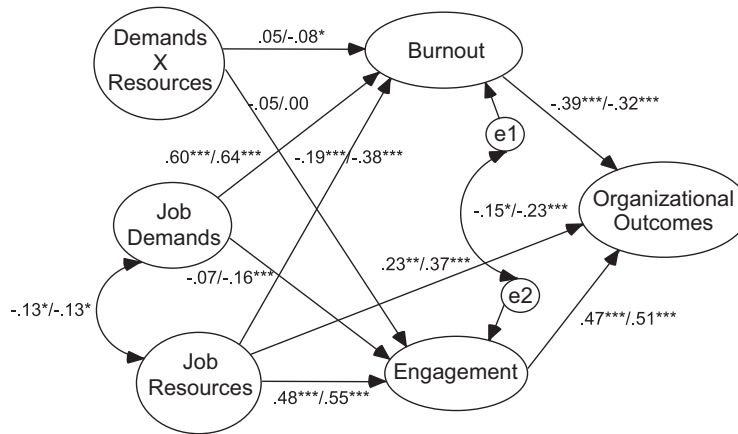 Demands
X
Resources
.05/-.08*
Burnout
-.05/.00
-.39***/-.32***
e1
.60***/.64***
-.19***/-.38***
Job
Demands
Organizational
Outcomes
-.15*/-.23***
.23**/.37***
-.07/-.16***
-.13*/-.13*
e2
.47***/.51***
Job
Resources
Engagement
.48***/.55***